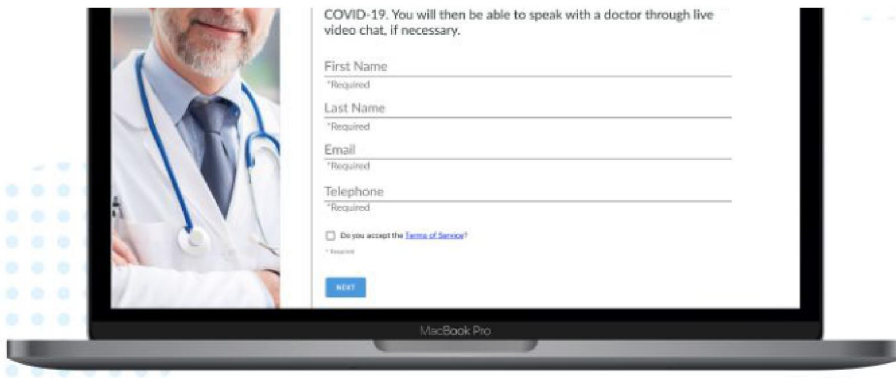 COVID-19. You will then be able to speak with a doctor through live
video chat, if necessary.
First Name
*Required
Last Name
*Required
Email
*Required
Telephone
*Required
Do you accept the Terms of Service?
* Required
NEXT
MacBook Pro